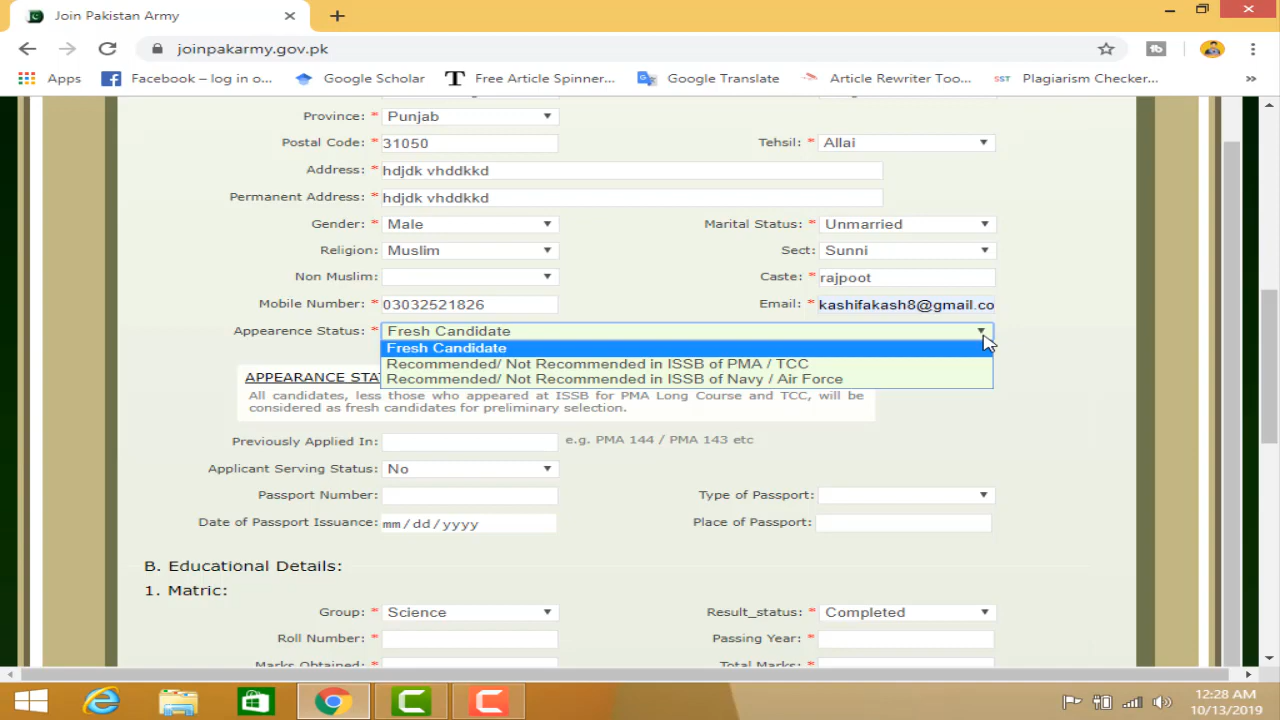 Join Pakistan Army
joinpakarmy.gov.pk
Apps Facebook – log in o... Google Scholar T Free Article Spinner... Google Translate Article Rewriter Too... SST Plagiarism Checker... »
Province: * Punjab
Postal Code: * 31050 Tehsil: * Allai
Address: * hdjdk vhddkkd
Permanent Address: * hdjdk vhddkkd
Gender: * Male Marital Status: * Unmarried
Religion: * Muslim Sect: * Sunni
Non Muslim: Caste: * rajpoot
Mobile Number: * 03032521826 Email: * kashifakash8@gmail.co
Appearence Status: * Fresh Candidate
Fresh Candidate
Recommended/ Not Recommended in ISSB of PMA / TCC
Recommended/ Not Recommended in ISSB of Navy / Air Force
APPEARANCE STA
All candidates, less those who appeared at ISSB for PMA Long Course and TCC, will be
considered as fresh candidates for preliminary selection.
Previously Applied In: e.g. PMA 144 / PMA 143 etc
Applicant Serving Status: No
Passport Number: Type of Passport:
Date of Passport Issuance: mm/dd/yyyy Place of Passport:
B. Educational Details:
1. Matric:
Group: * Science Result_status: * Completed
Roll Number: * Passing Year: *
Marks Obtained: * Total Marks: *
12:28 AM
10/13/2019